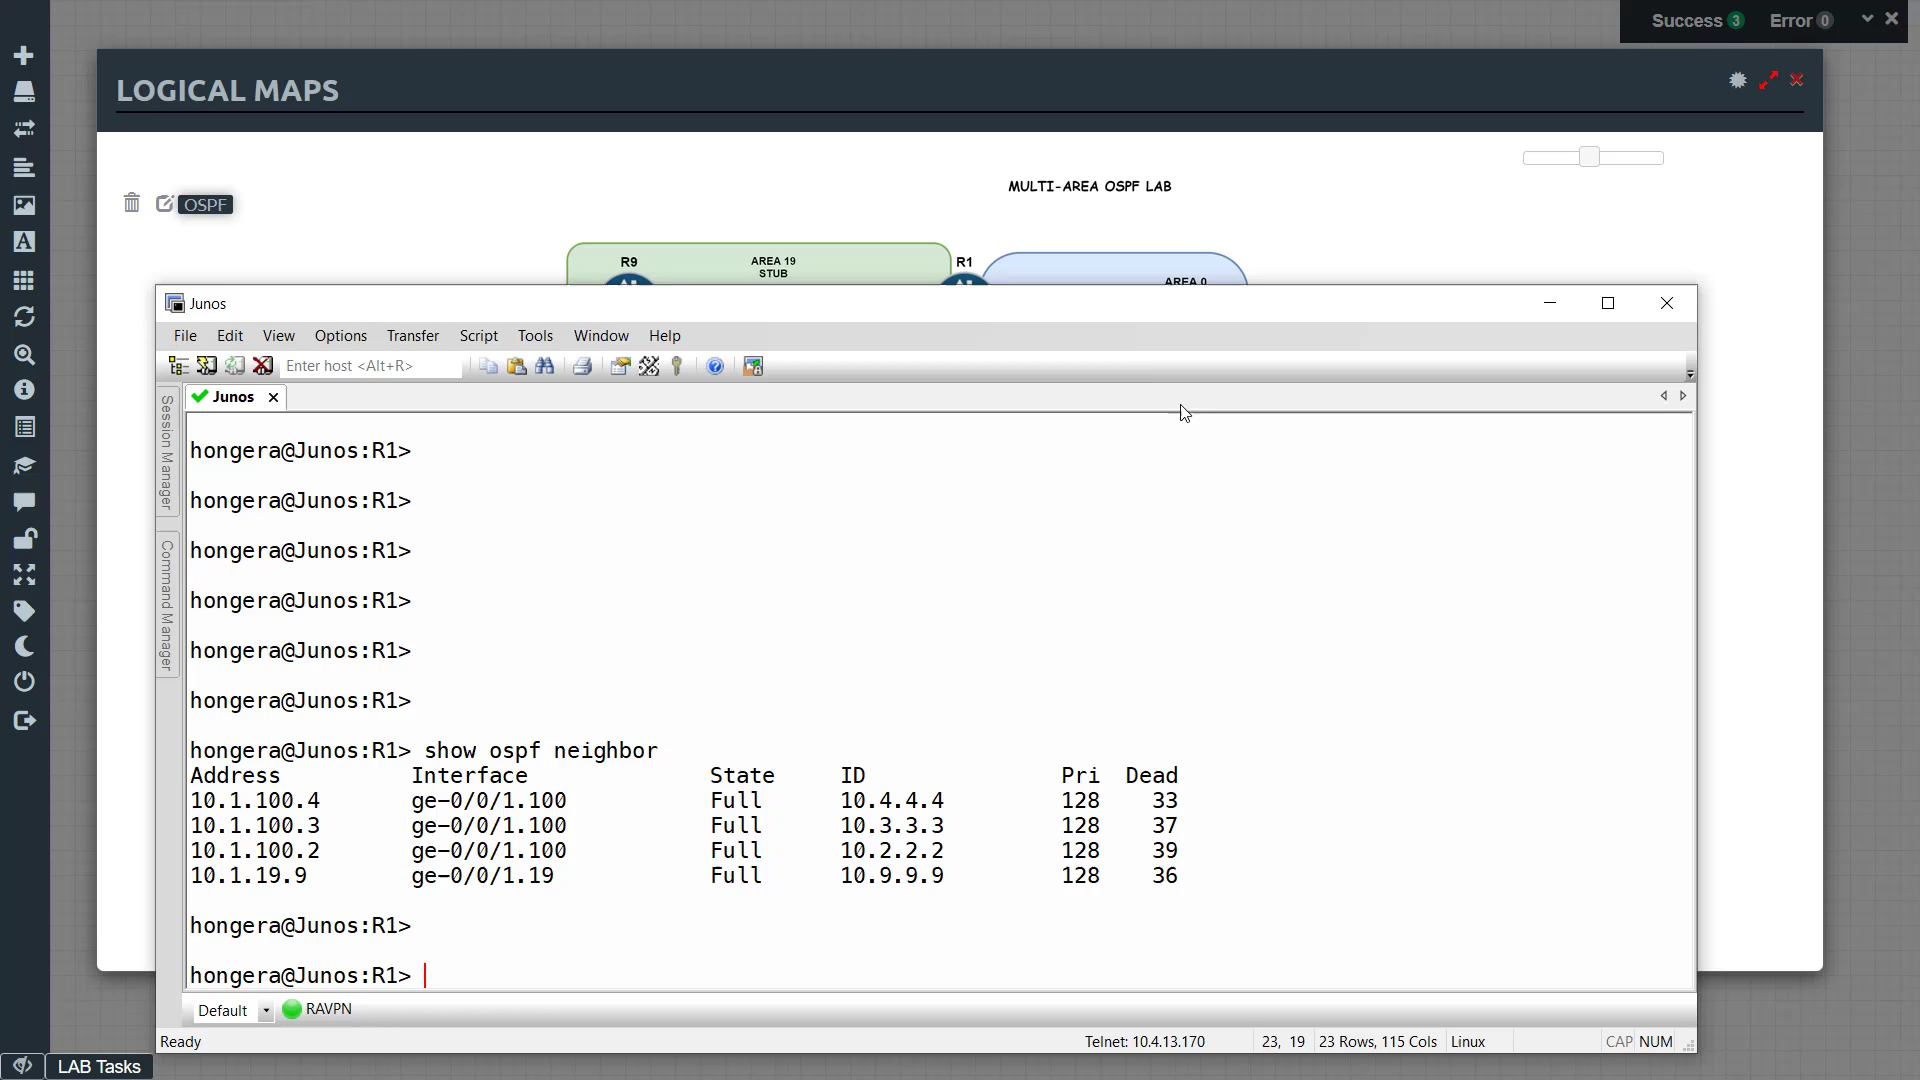 Success 3 Error 0
LOGICAL MAPS
MULTI-AREA OSPF LAB
OSPF
R9
AREA 19
STUB
R1
AREA 0
Junos
File Edit View Options Transfer Script Tools Window Help
Enter host <Alt+R>
Junos
Session Manager
Command Manager
hongera@Junos:R1>
hongera@Junos:R1>
hongera@Junos:R1>
hongera@Junos:R1>
hongera@Junos:R1>
hongera@Junos:R1>
hongera@Junos:R1> show ospf neighbor
Address Interface State ID Pri Dead
10.1.100.4 ge-0/0/1.100 Full 10.4.4.4 128 33
10.1.100.3 ge-0/0/1.100 Full 10.3.3.3 128 37
10.1.100.2 ge-0/0/1.100 Full 10.2.2.2 128 39
10.1.19.9 ge-0/0/1.19 Full 10.9.9.9 128 36
hongera@Junos:R1>
hongera@Junos:R1>
Default RAVPN
Ready Telnet: 10.4.13.170 23, 19 23 Rows, 115 Cols Linux CAP NUM
LAB Tasks